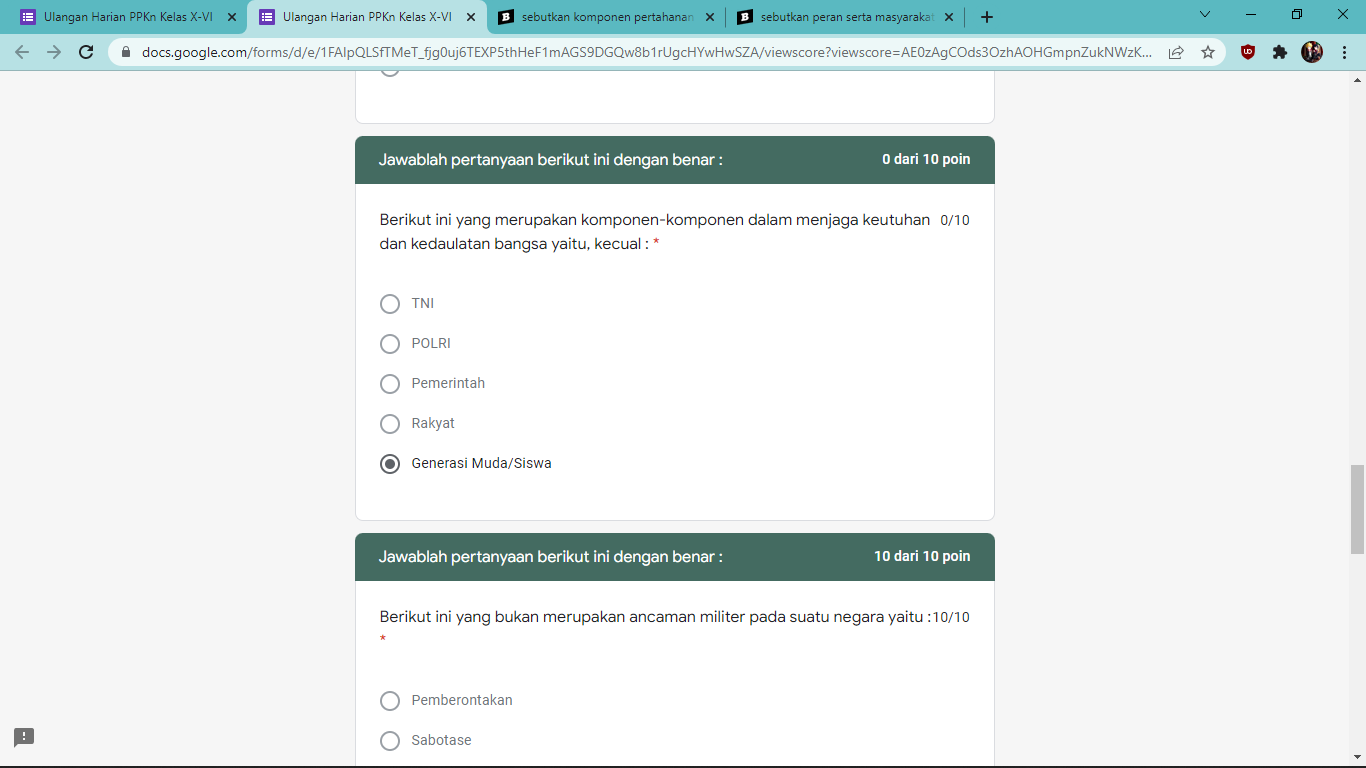 Ulangan Harian PPKn Kelas X-VI
Ulangan Harian PPKn Kelas X-VI
sebutkan komponen pertahanan
sebutkan peran serta masyarakat
docs.google.com/forms/d/e/1FAIpQLSfTMeT_fjg0uj6TEXP5thHeF1mAGS9DGQw8b1rUgcHYwHwSZA/viewscore?viewscore=AE0zAgCOds3OzhAOHGmpnZukNWzK...
Jawablah pertanyaan berikut ini dengan benar : 0 dari 10 poin
Berikut ini yang merupakan komponen-komponen dalam menjaga keutuhan 0/10
dan kedaulatan bangsa yaitu, kecual : *
TNI
POLRI
Pemerintah
Rakyat
Generasi Muda/Siswa
Jawablah pertanyaan berikut ini dengan benar : 10 dari 10 poin
Berikut ini yang bukan merupakan ancaman militer pada suatu negara yaitu : 10/10
*
Pemberontakan
Sabotase